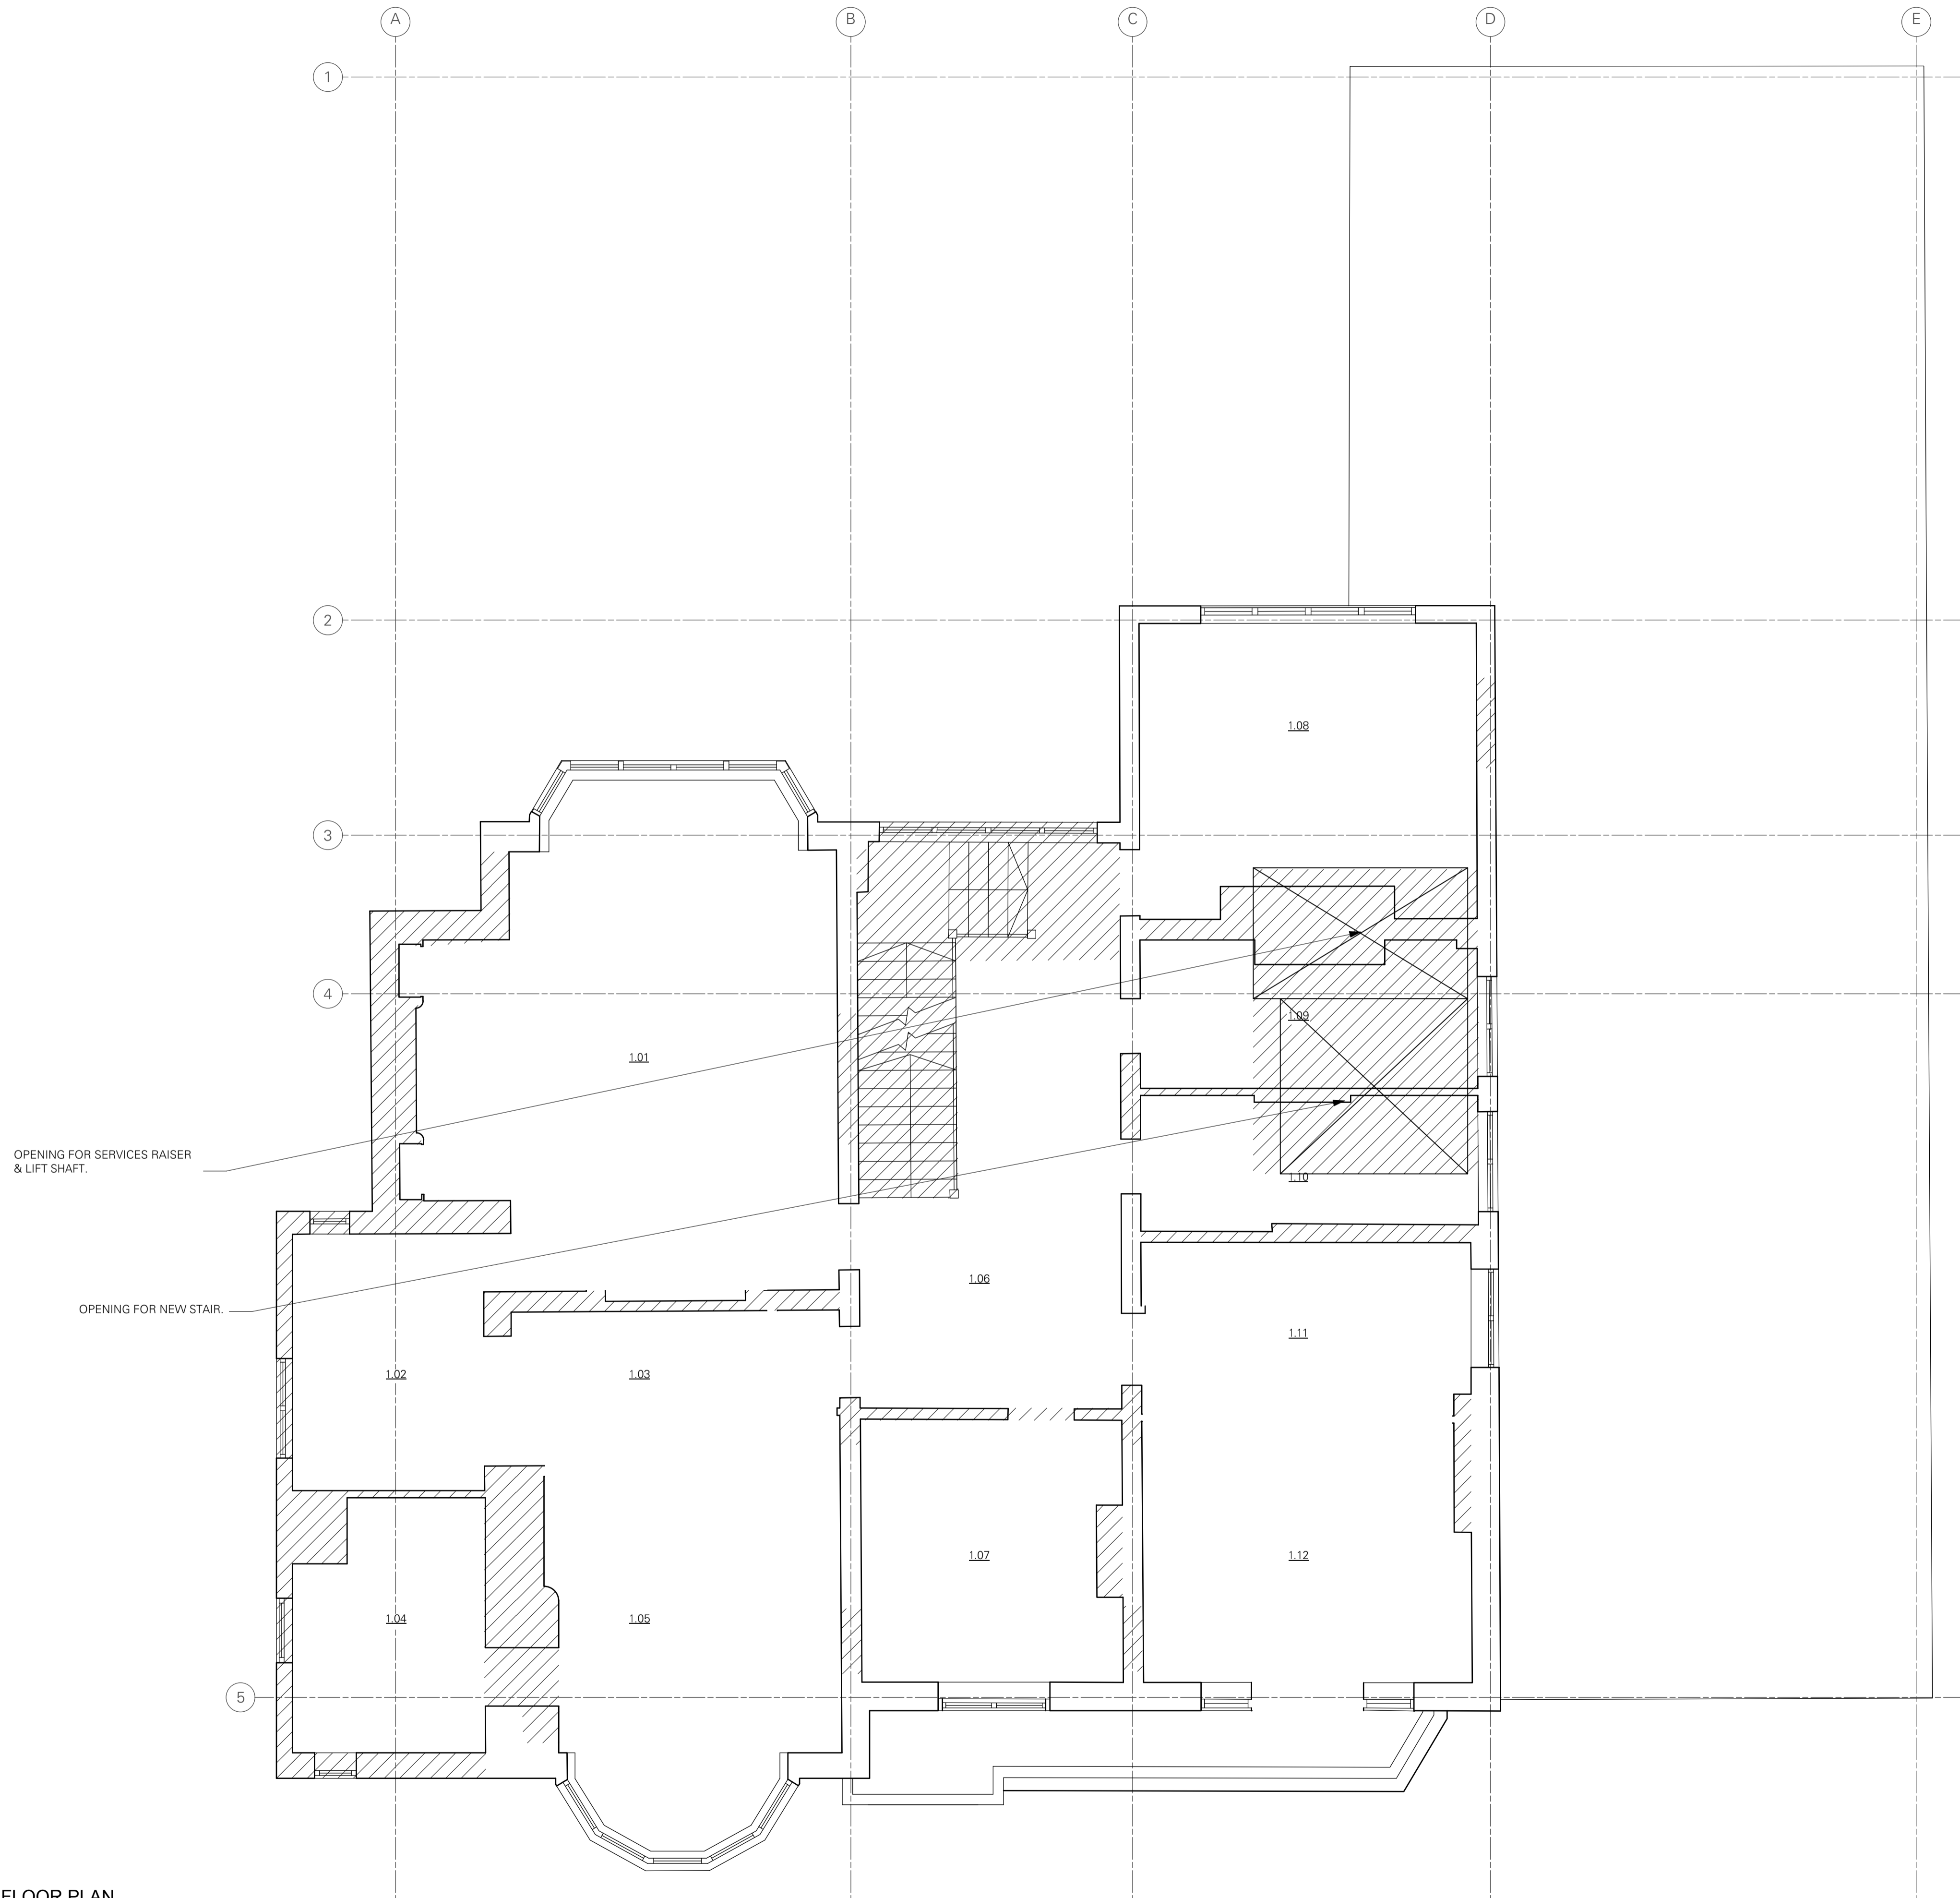 A
B
C
D
E
1
2
3
4
5
1.08
1.09
1.01
OPENING FOR SERVICES RAISER
& LIFT SHAFT.
1.10
1.06
OPENING FOR NEW STAIR.
1.11
1.02
1.03
1.07
1.12
1.04
1.05
FLOOR PLAN